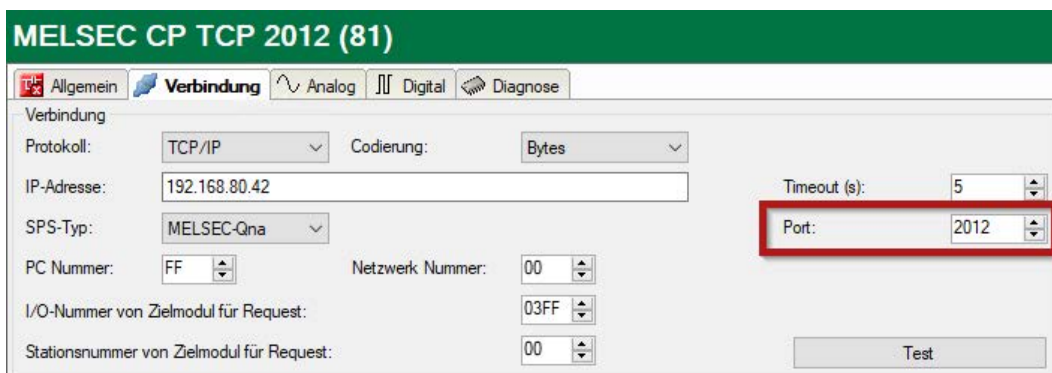 MELSEC CP TCP 2012 (81)
Allgemein Verbindung Analog Digital Diagnose
Verbindung
Protokoll: TCP/IP Codierung: Bytes
IP-Adresse: 192.168.80.42 Timeout (s): 5
SPS-Typ: MELSEC-Qna Port: 2012
PC Nummer: FF Netzwerk Nummer: 00
I/O-Nummer von Zielmodul für Request: 03FF
Stationsnummer von Zielmodul für Request: 00 Test